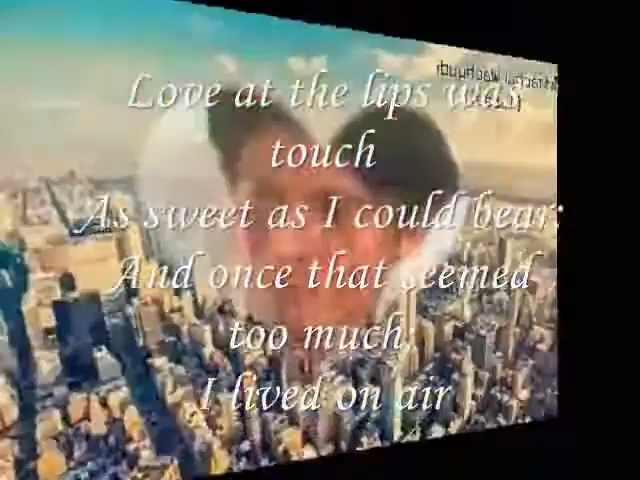 Love at the lips was
touch
As sweet as I could bear;
And once that seemed
too much;
I lived on air